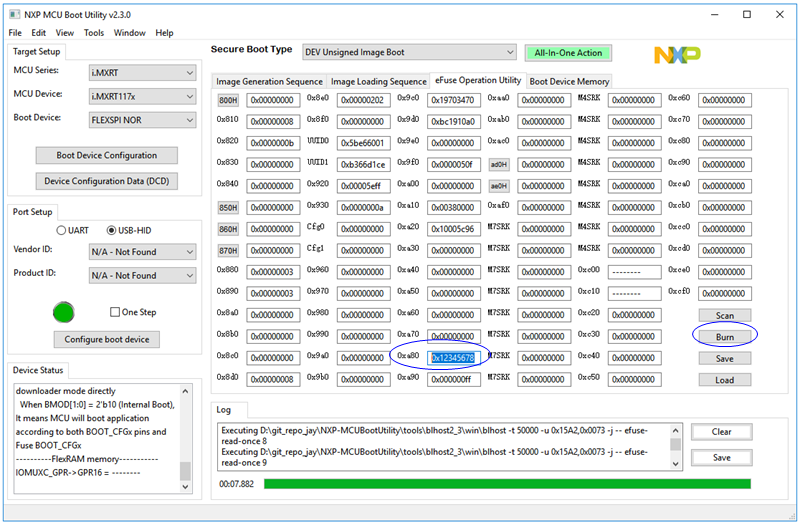 NXP MCU Boot Utility v2.3.0
File Edit View Tools Window Help
Target Setup
MCU Series: i.MXRT
MCU Device: i.MXRT117x
Boot Device: FLEXSPI NOR
Boot Device Configuration
Device Configuration Data (DCD)
Port Setup
UART USB-HID
Vendor ID: N/A - Not Found
Product ID: N/A - Not Found
One Step
Configure boot device
Device Status
downloader mode directly
When BMOD[1:0] = 2'b10 (Internal Boot),
It means MCU will boot application
according to both BOOT_CFGx pins and
Fuse BOOT_CFGx
----------FlexRAM memory-----------
IOMUXC_GPR->GPR16 = --------
Secure Boot Type DEV Unsigned Image Boot All-In-One Action NXP
Image Generation Sequence Image Loading Sequence eFuse Operation Utility Boot Device Memory
800H 0x00000000 0x8e0 0x00000202 0x9c0 0x19703470 0xaa0 0x00000000 M4SRK 0x00000000 0xc60 0x00000000
0x810 0x00000008 0x8f0 0x00000000 0x9d0 0xbc1910a0 0xab0 0x00000000 M4SRK 0x00000000 0xc70 0x00000000
0x820 0x0000000b UUID0 0x5be66001 0x9e0 0x00000000 0xac0 0x00000000 M4SRK 0x00000000 0xc80 0x00000000
0x830 0x00000000 UUID1 0xb366d1ce 0x9f0 0x0000050f ad0H 0x00000000 M4SRK 0x00000000 0xc90 0x00000000
0x840 0x00000000 0x920 0x00005eff 0xa00 0x00000000 ae0H 0x00000000 M4SRK 0x00000000 0xca0 0x00000000
850H 0x00000000 0x930 0x0000000a 0xa10 0x00380000 0xaf0 0x00000000 M4SRK 0x00000000 0xcb0 0x00000000
860H 0x00000000 Cfg0 0x00000000 0xa20 0x10005c96 M7SRK 0x00000000 M4SRK 0x00000000 0xcc0 0x00000000
870H 0x00000000 Cfg1 0x00000000 0xa30 0x00000000 M7SRK 0x00000000 M4SRK 0x00000000 0xcd0 0x00000000
0x880 0x00000003 0x960 0x00000000 0xa40 0x00000000 M7SRK 0x00000000 0xc00 -------- 0xce0 0x00000000
0x890 0x00000003 0x970 0x00000000 0xa50 0x00000000 M7SRK 0x00000000 0xc10 -------- 0xcf0 0x00000000
0x8a0 0x00000000 0x980 0x00000000 0xa60 0x00000000 M7SRK 0x00000000 0xc20 0x00000000 Scan
0x8b0 0x00000000 0x990 0x00000000 0xa70 0x00000000 M7SRK 0x00000000 0xc30 0x00000000 Burn
0x8c0 0x00000000 0x9a0 0x00000000 0xa80 0x12345678 M7SRK 0x00000000 0xc40 0x00000000 Save
0x8d0 0x00000008 0x9b0 0x00000000 0xa90 0x000000ff M7SRK 0x00000000 0xc50 0x00000000 Load
Log
Executing D:\git_repo_jay\NXP-MCUBootUtility\tools\blhost2_3\win\blhost -t 50000 -u 0x15A2,0x0073 -j -- efuse-
read-once 8
Executing D:\git_repo_jay\NXP-MCUBootUtility\tools\blhost2_3\win\blhost -t 50000 -u 0x15A2,0x0073 -j -- efuse-
read-once 9
Clear
Save
00:07.882